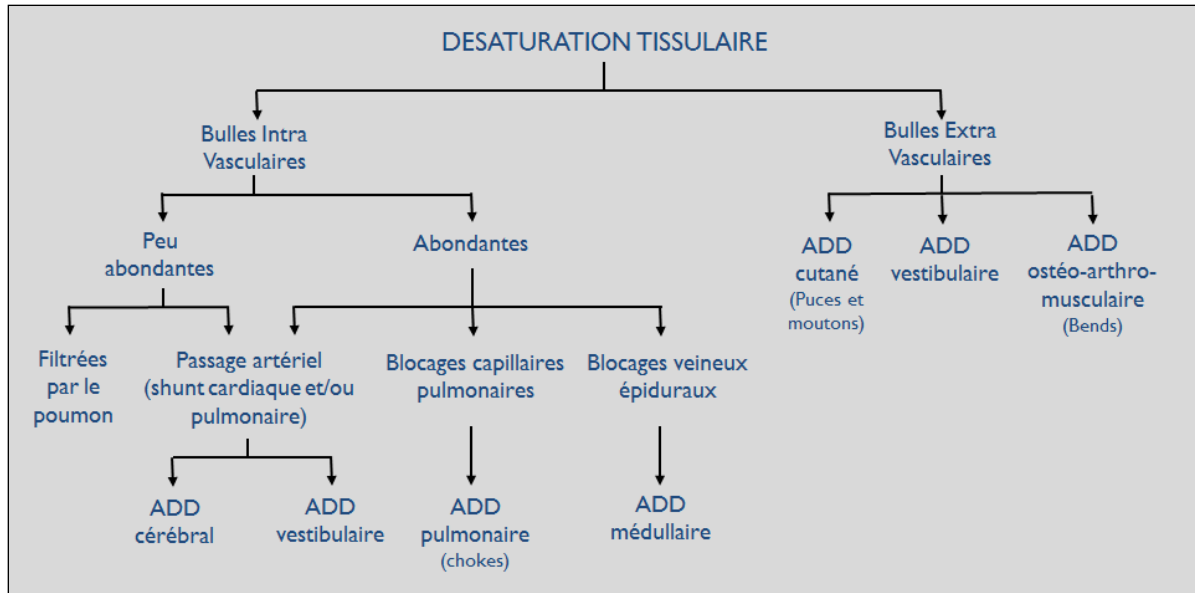 DESATURATION TISSULAIRE
Bulles Intra
Vasculaires
Bulles Extra
Vasculaires
Peu
abondantes
Abondantes
ADD
cutané
(Puces et
moutons)
ADD
vestibulaire
ADD
ostéo-arthro-
musculaire
(Bends)
Filtrées
par le
poumon
Passage artériel
(shunt cardiaque et/ou
pulmonaire)
Blocages capillaires
pulmonaires
Blocages veineux
épiduraux
ADD
cérébral
ADD
vestibulaire
ADD
pulmonaire
(chokes)
ADD
médullaire